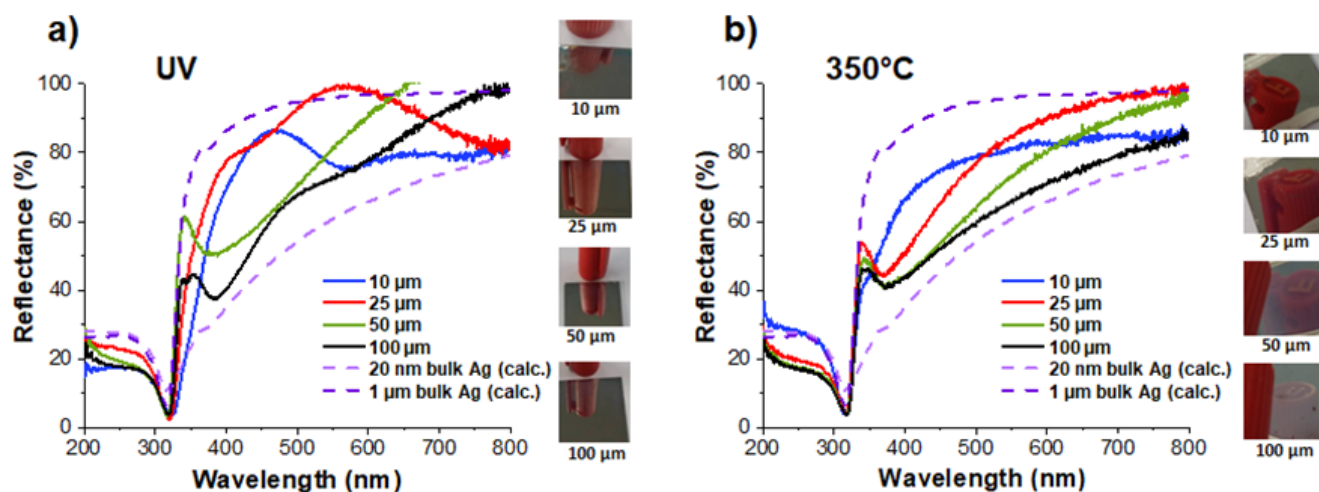 a)
UV
Reflectance (%)
100
80
60
40
20
0
200
300
400
500
600
700
800
Wavelength (nm)
10 µm
25 µm
50 µm
100 µm
20 nm bulk Ag (calc.)
1 µm bulk Ag (calc.)
10 µm
25 µm
50 µm
100 µm
b)
350°C
Reflectance (%)
100
80
60
40
20
0
200
300
400
500
600
700
800
Wavelength (nm)
10 µm
25 µm
50 µm
100 µm
20 nm bulk Ag (calc.)
1 µm bulk Ag (calc.)
10 µm
25 µm
50 µm
100 µm